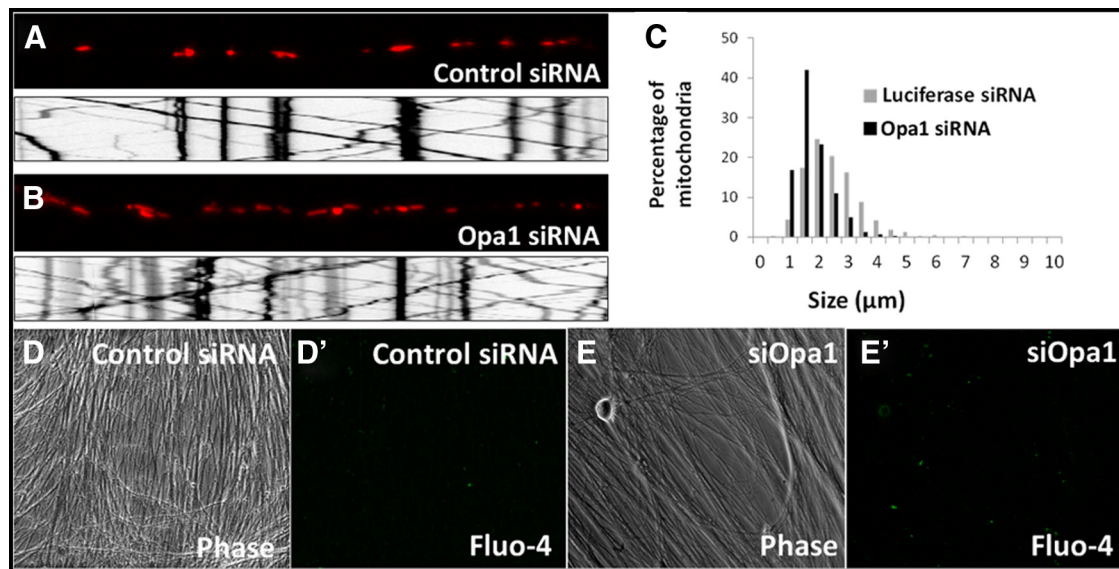 A
Control siRNA
B
Opa1 siRNA
C
50
40
30
20
10
0
Percentage of
mitochondria
Luciferase siRNA
Opa1 siRNA
0 1 2 3 4 5 6 7 8 9 10
Size (μm)
D Control siRNA
Phase
D' Control siRNA
Fluo-4
E siOpa1
Phase
E' siOpa1
Fluo-4